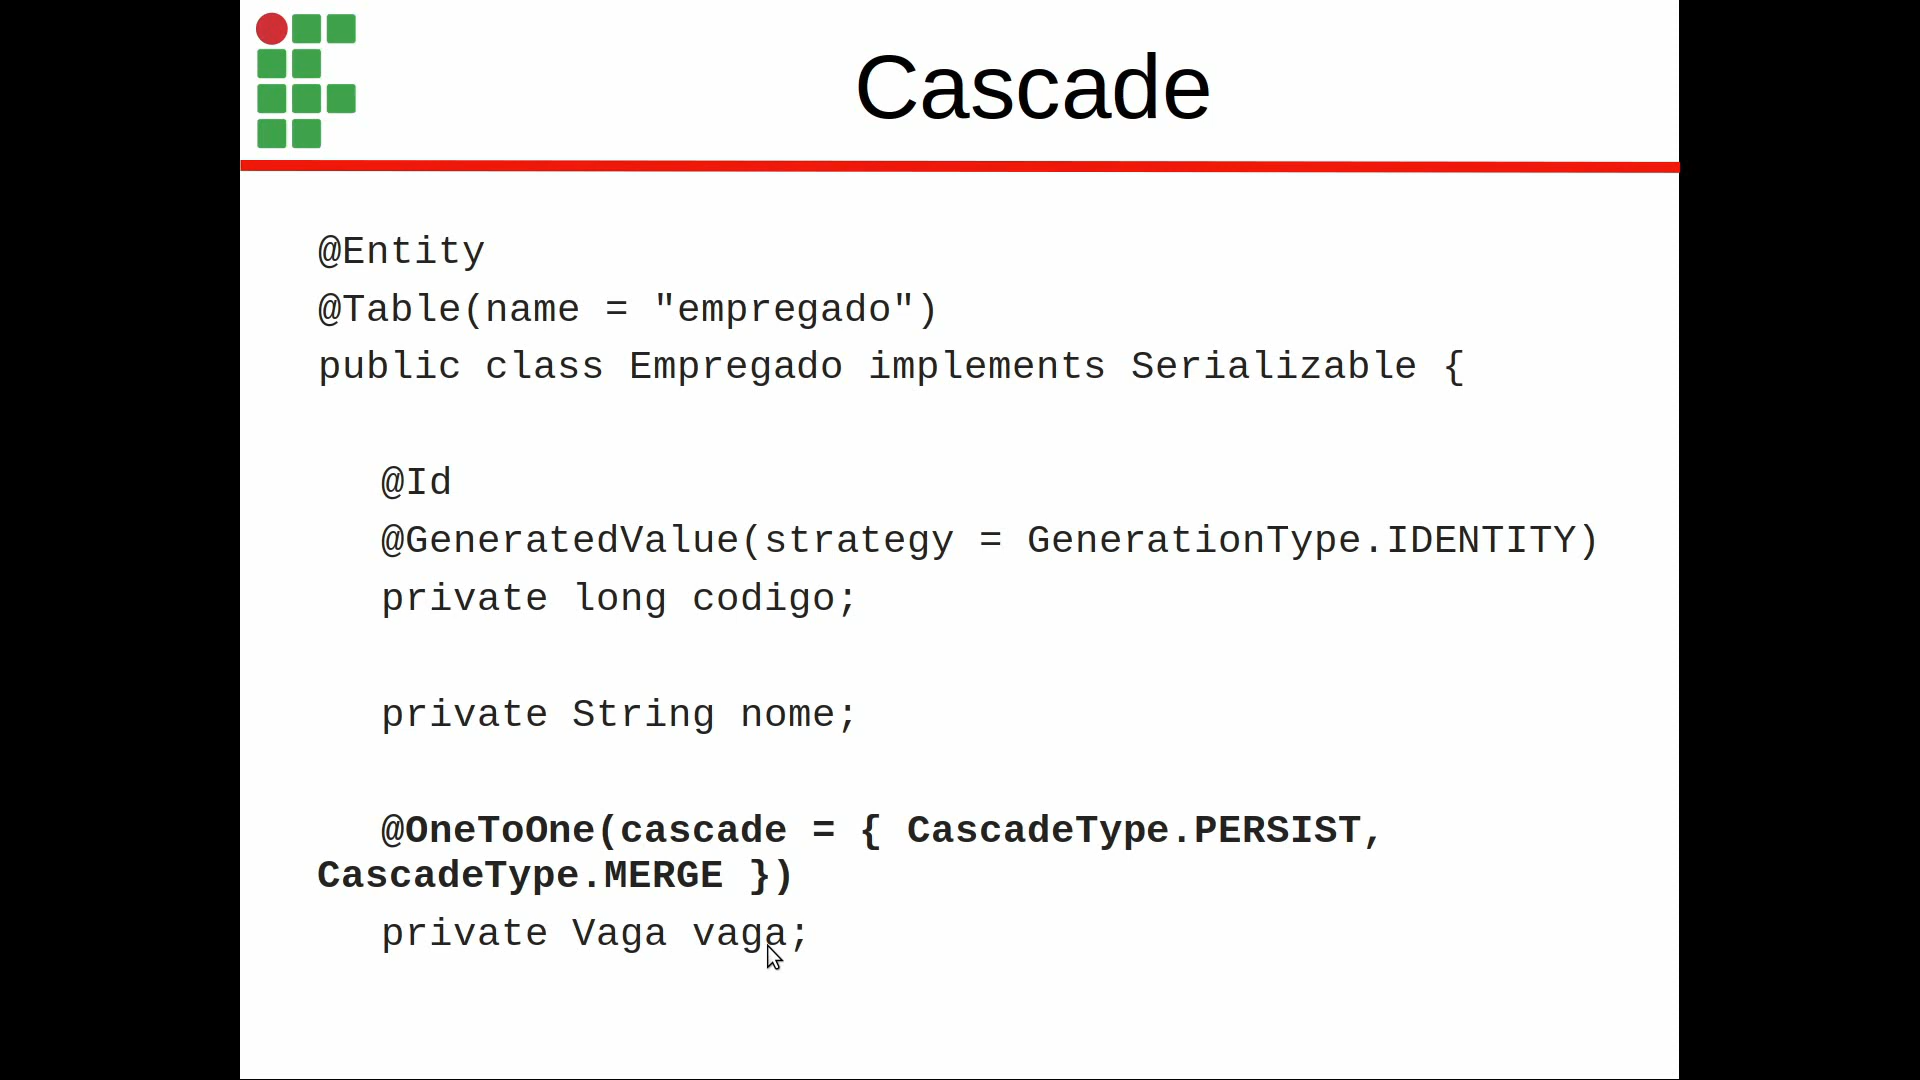 Cascade
@Entity
@Table(name = "empregado")
public class Empregado implements Serializable {
@Id
@GeneratedValue(strategy = GenerationType.IDENTITY)
private long codigo;
private String nome;
@OneToOne(cascade = { CascadeType.PERSIST,
CascadeType.MERGE })
private Vaga vaga;